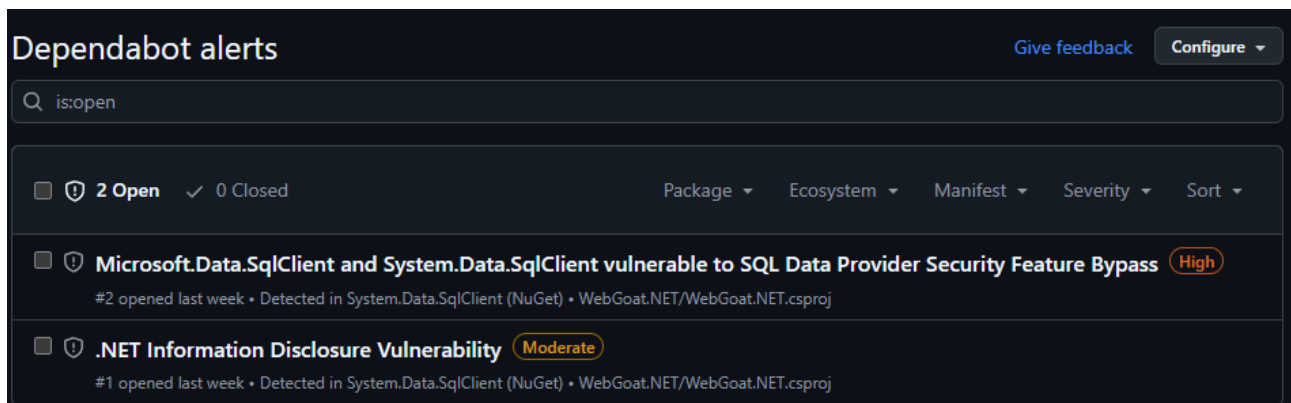 Dependabot alerts
Give feedback
Configure
is:open
2 Open
0 Closed
Package
Ecosystem
Manifest
Severity
Sort
Microsoft.Data.SqlClient and System.Data.SqlClient vulnerable to SQL Data Provider Security Feature Bypass High
#2 opened last week • Detected in System.Data.SqlClient (NuGet) • WebGoat.NET/WebGoat.NET.csproj
.NET Information Disclosure Vulnerability Moderate
#1 opened last week • Detected in System.Data.SqlClient (NuGet) • WebGoat.NET/WebGoat.NET.csproj